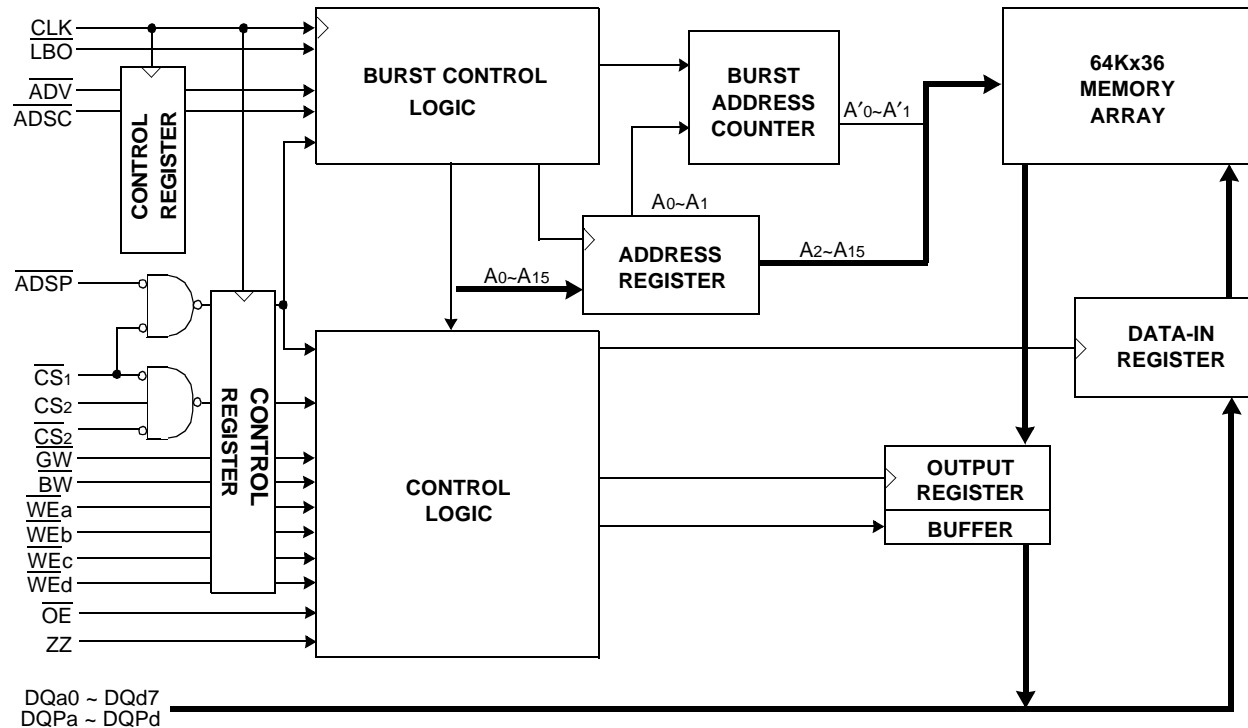 CLK
LBO
ADV
ADSC
CONTROL
REGISTER
BURST CONTROL
LOGIC
BURST
ADDRESS
COUNTER
A′0~A′1
64Kx36
MEMORY
ARRAY
A0~A1
ADDRESS
REGISTER
A2~A15
A0~A15
ADSP
CS1
CS2
CS2
GW
BW
WEa
WEb
WEc
WEd
OE
ZZ
CONTROL
REGISTER
CONTROL
LOGIC
DATA-IN
REGISTER
OUTPUT
REGISTER
BUFFER
DQa0 ~ DQd7
DQPa ~ DQPd